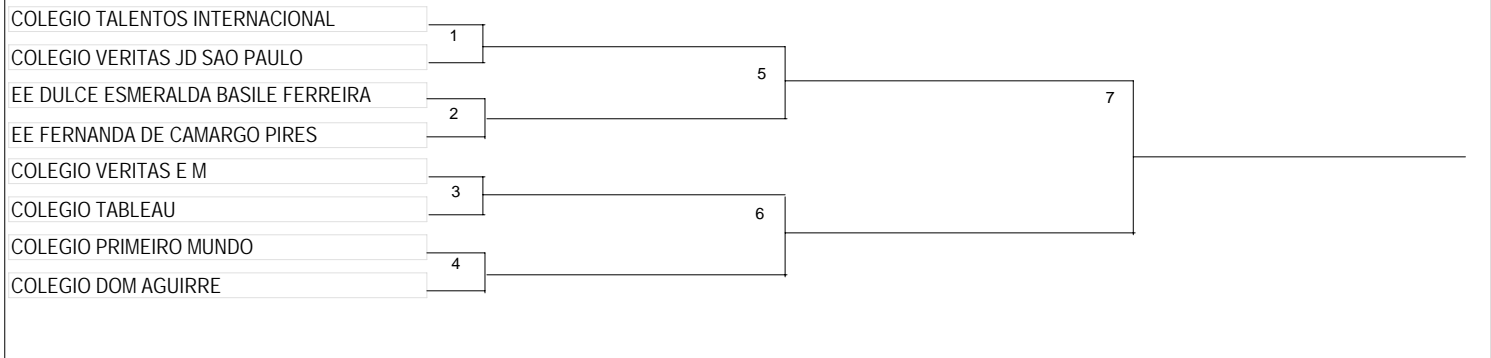 COLEGIO TALENTOS INTERNACIONAL
1
COLEGIO VERITAS JD SAO PAULO
5
EE DULCE ESMERALDA BASILE FERREIRA
7
2
EE FERNANDA DE CAMARGO PIRES
COLEGIO VERITAS E M
3
COLEGIO TABLEAU
6
COLEGIO PRIMEIRO MUNDO
4
COLEGIO DOM AGUIRRE